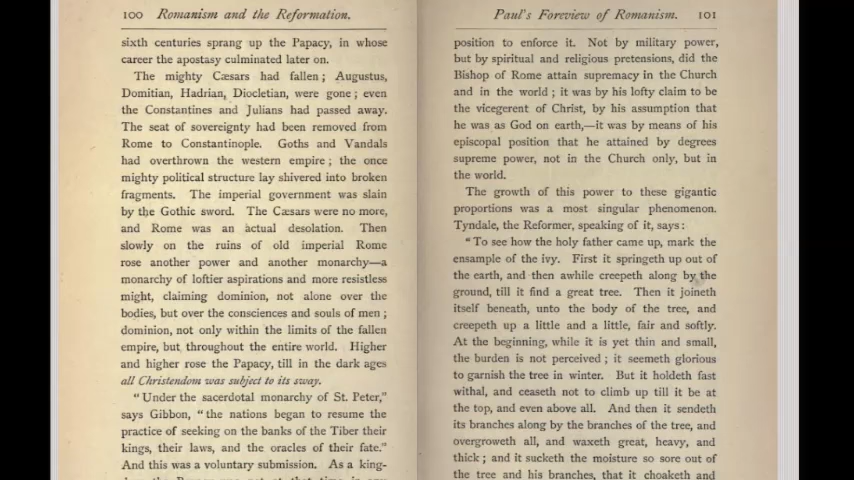 100 Romanism and the Reformation.
sixth centuries sprang up the Papacy, in whose
career the apostasy culminated later on.
The mighty Cæsars had fallen; Augustus,
Domitian, Hadrian, Diocletian, were gone; even
the Constantines and Julians had passed away.
The seat of sovereignty had been removed from
Rome to Constantinople. Goths and Vandals
had overthrown the western empire; the once
mighty political structure lay shivered into broken
fragments. The imperial government was slain
by the Gothic sword. The Cæsars were no more,
and Rome was an actual desolation. Then
slowly on the ruins of old imperial Rome
rose another power and another monarchy—a
monarchy of loftier aspirations and more resistless
might, claiming dominion, not alone over the
bodies, but over the consciences and souls of men;
dominion, not only within the limits of the fallen
empire, but throughout the entire world. Higher
and higher rose the Papacy, till in the dark ages
all Christendom was subject to its sway.
"Under the sacerdotal monarchy of St. Peter,"
says Gibbon, "the nations began to resume the
practice of seeking on the banks of the Tiber their
kings, their laws, and the oracles of their fate."
And this was a voluntary submission. As a king-
Paul's Foreview of Romanism. 101
position to enforce it. Not by military power,
but by spiritual and religious pretensions, did the
Bishop of Rome attain supremacy in the Church
and in the world; it was by his lofty claim to be
the vicegerent of Christ, by his assumption that
he was as God on earth,—it was by means of his
episcopal position that he attained by degrees
supreme power, not in the Church only, but in
the world.
The growth of this power to these gigantic
proportions was a most singular phenomenon.
Tyndale, the Reformer, speaking of it, says:
"To see how the holy father came up, mark the
ensample of the ivy. First it springeth up out of
the earth, and then awhile creepeth along by the
ground, till it find a great tree. Then it joineth
itself beneath, unto the body of the tree, and
creepeth up a little and a little, fair and softly.
At the beginning, while it is yet thin and small,
the burden is not perceived; it seemeth glorious
to garnish the tree in winter. But it holdeth fast
withal, and ceaseth not to climb up till it be at
the top, and even above all. And then it sendeth
its branches along by the branches of the tree, and
overgroweth all, and waxeth great, heavy, and
thick; and it sucketh the moisture so sore out of
the tree and his branches, that it choaketh and